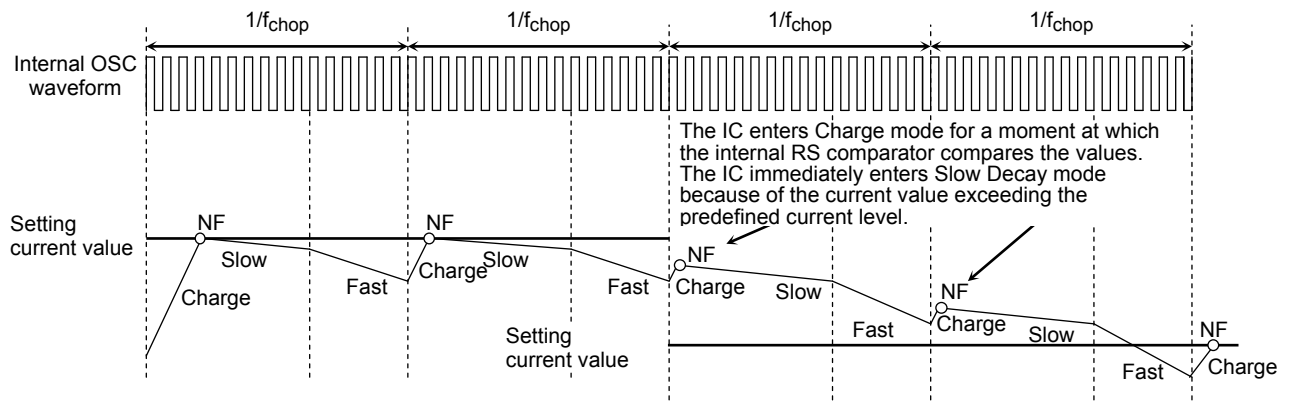 1/fchop 1/fchop 1/fchop 1/fchop
Internal OSC
waveform
The IC enters Charge mode for a moment at which
the internal RS comparator compares the values.
The IC immediately enters Slow Decay mode
because of the current value exceeding the
predefined current level.
Setting
current value
NF
Slow
Charge
Fast
NF
Charge
Slow
Fast
NF
Charge
Slow
Fast
Setting
current value
NF
Charge
Slow
Fast
NF
Charge